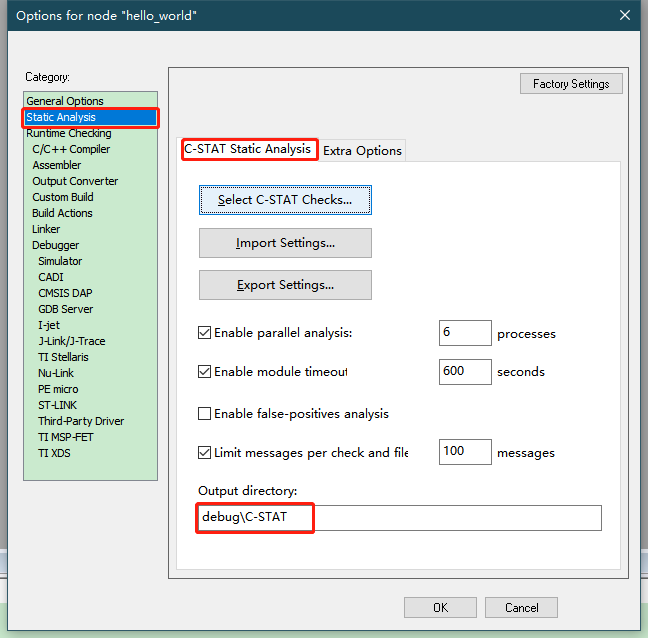 Options for node "hello_world"
Category:
General Options
Static Analysis
Runtime Checking
C/C++ Compiler
Assembler
Output Converter
Custom Build
Build Actions
Linker
Debugger
Simulator
CADI
CMSIS DAP
GDB Server
I-jet
J-Link/J-Trace
TI Stellaris
Nu-Link
PE micro
ST-LINK
Third-Party Driver
TI MSP-FET
TI XDS
Factory Settings
C-STAT Static Analysis Extra Options
Select C-STAT Checks...
Import Settings...
Export Settings...
Enable parallel analysis: 6 processes
Enable module timeout 600 seconds
Enable false-positives analysis
Limit messages per check and file 100 messages
Output directory:
debug\C-STAT
OK Cancel